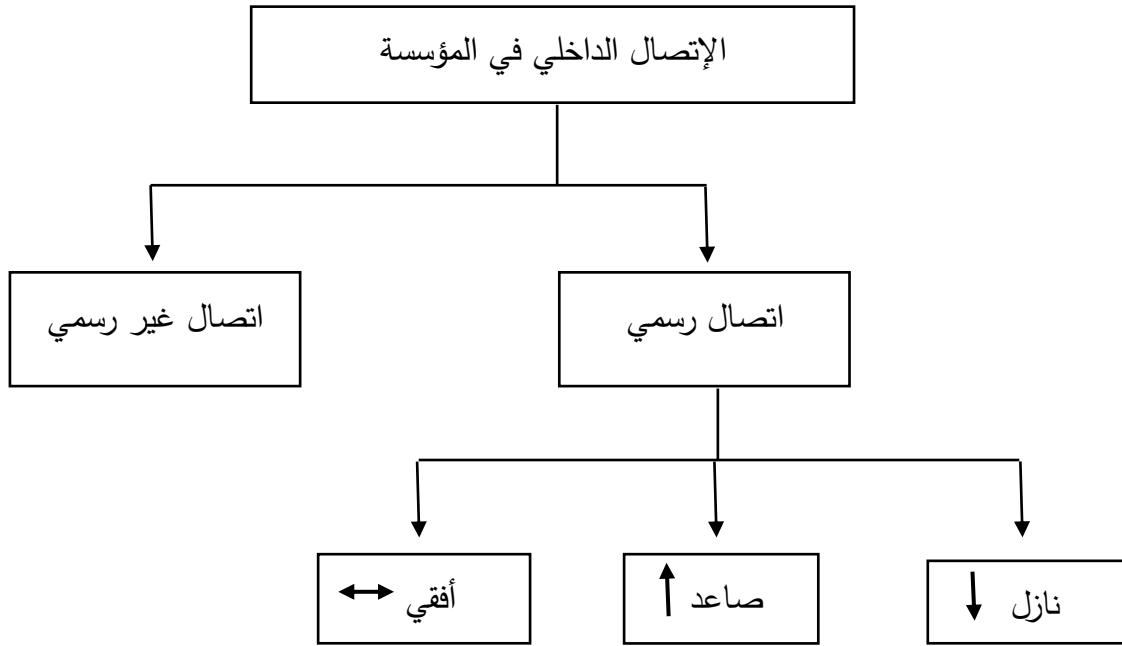 الإتصال الداخلي في المؤسسة
اتصال رسمي
اتصال غير رسمي
نازل
صاعد
أفقي